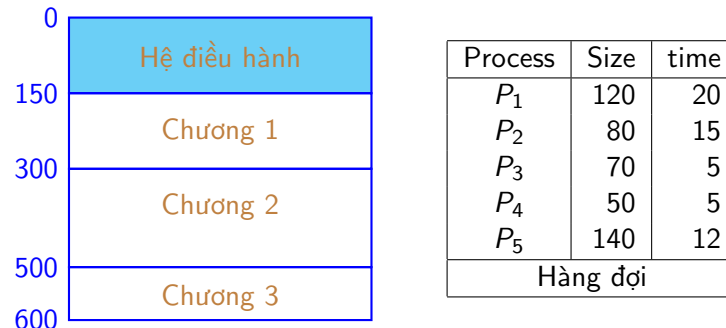 0
Hệ điều hành
150
Chương 1
300
Chương 2
500
Chương 3
600
Process Size time
P1 120 20
P2 80 15
P3 70 5
P4 50 5
P5 140 12
Hàng đợi